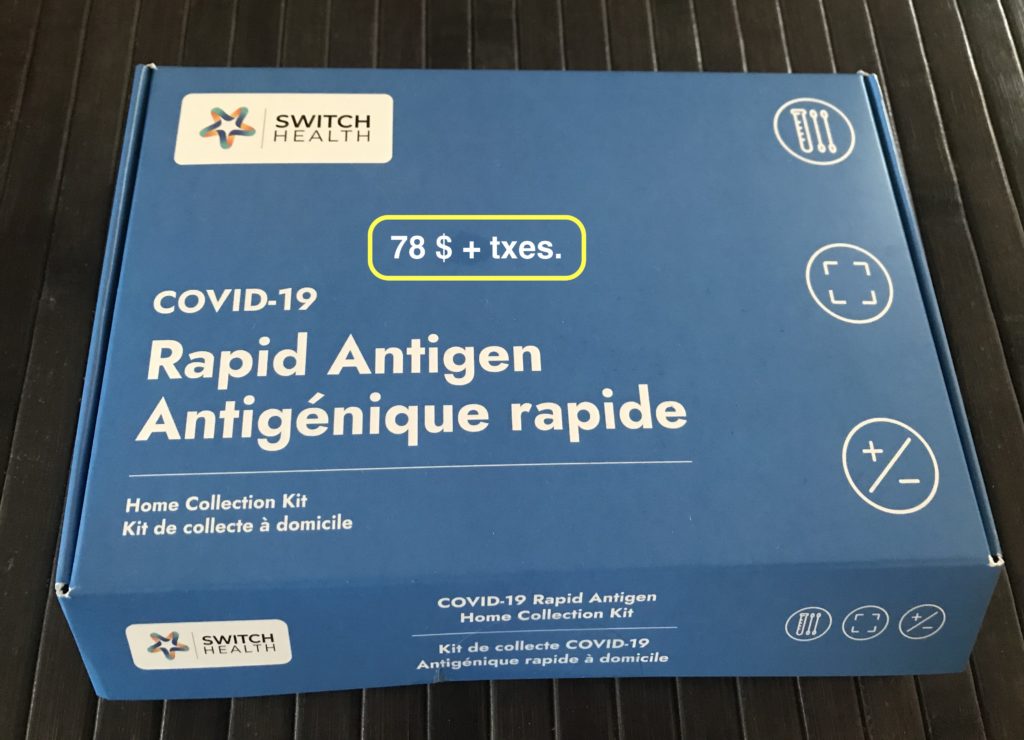 SWITCH
HEALTH
78 $ + txes.
COVID-19
Rapid Antigen
Antigénique rapide
Home Collection Kit
Kit de collecte à domicile
SWITCH
HEALTH
COVID-19 Rapid Antigen
Home Collection Kit
Kit de collecte COVID-19
Antigénique rapide à domicile